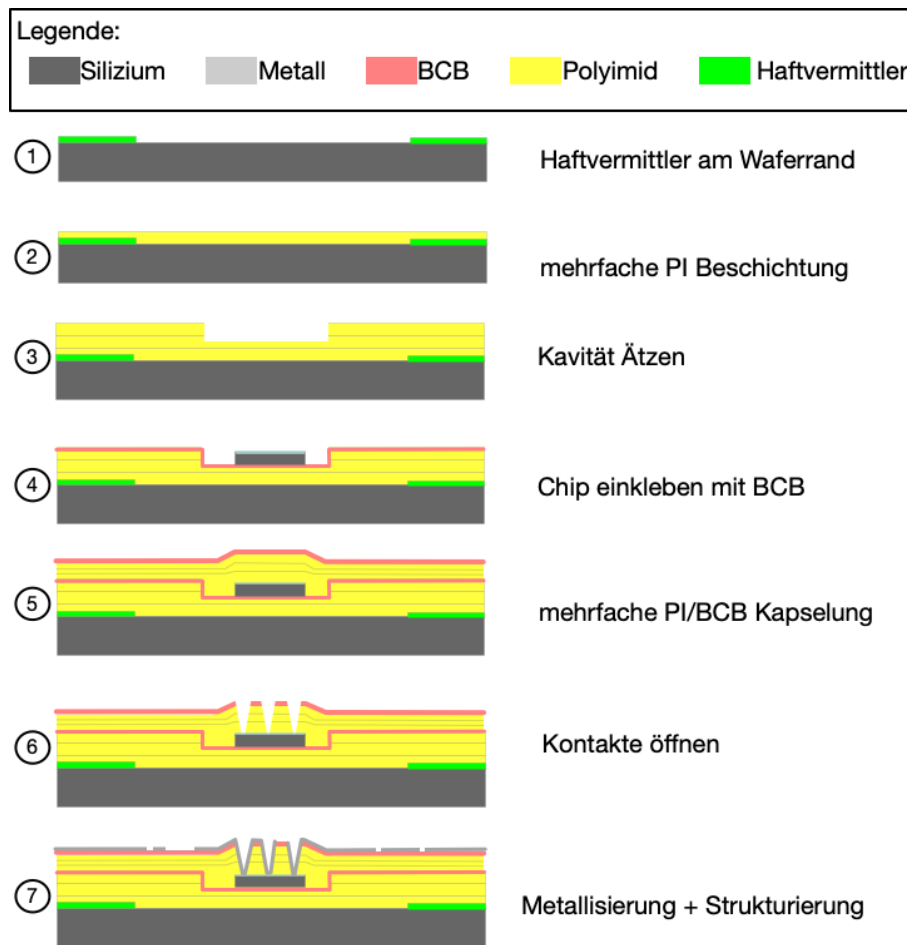 Legende:
Silizium Metall BCB Polyimid Haftvermittler
1 Haftvermittler am Waferrand
2 mehrfache PI Beschichtung
3 Kavität Ätzen
4 Chip einkleben mit BCB
5 mehrfache PI/BCB Kapselung
6 Kontakte öffnen
7 Metallisierung + Strukturierung